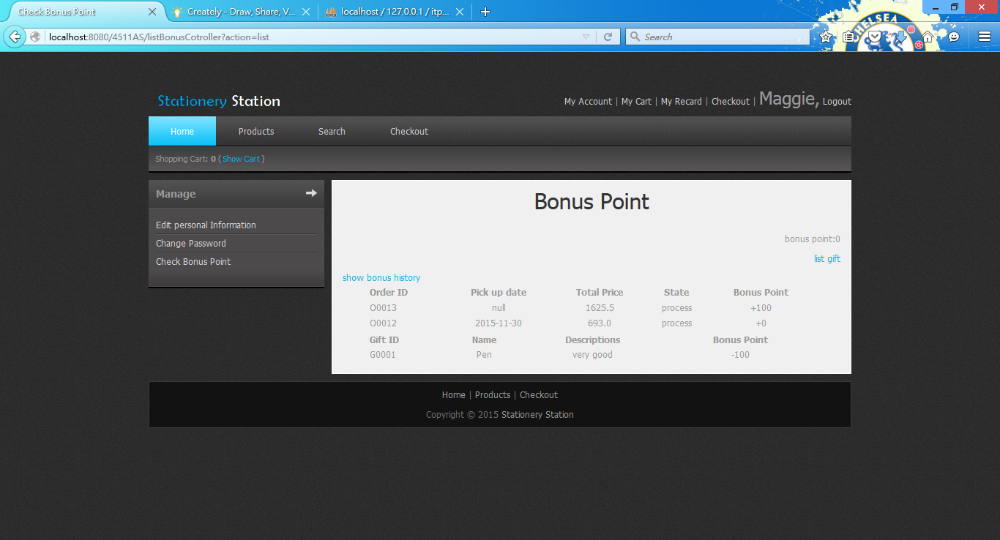 Check Bonus Point
Creately - Draw, Share, V...
localhost / 127.0.0.1 / itp...
localhost:8080/4511AS/listBonusCotroller?action=list
Search
CHELSEA
Stationery Station
My Account | My Cart | My Recard | Checkout | Maggie, Logout
Home Products Search Checkout
Shopping Cart: 0 ( Show Cart )
Manage
Edit personal Information
Change Password
Check Bonus Point
Bonus Point
bonus point:0
list gift
show bonus history
Order ID Pick up date Total Price State Bonus Point
O0013 null 1625.5 process +100
O0012 2015-11-30 693.0 process +0
Gift ID Name Descriptions Bonus Point
G0001 Pen very good -100
Home | Products | Checkout
Copyright © 2015 Stationery Station